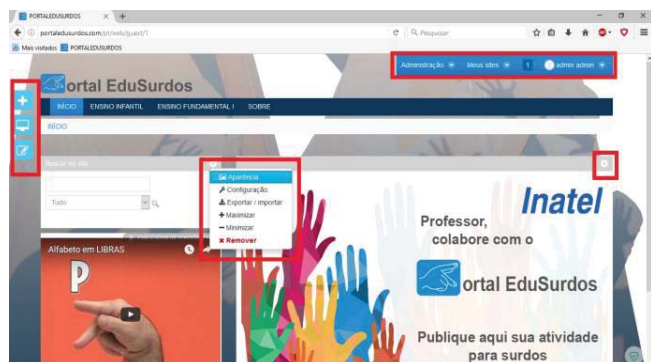 PORTALEDUSURDOS
portaledusurdos.com/pt/web/guest/1
Pesquisar
Mais visitados PORTALEDUSURDOS
Administração Meus sites 1 admin admin
ortal EduSurdos
INÍCIO ENSINO INFANTIL ENSINO FUNDAMENTAL I SOBRE
INÍCIO
Buscar no site
Tudo
Aparência
Configuração
Exportar / Importar
Maximizar
Minimizar
Remover
Alfabeto em LIBRAS
P
Inatel
Professor,
colabore com o
ortal EduSurdos
Publique aqui sua atividade
para surdos